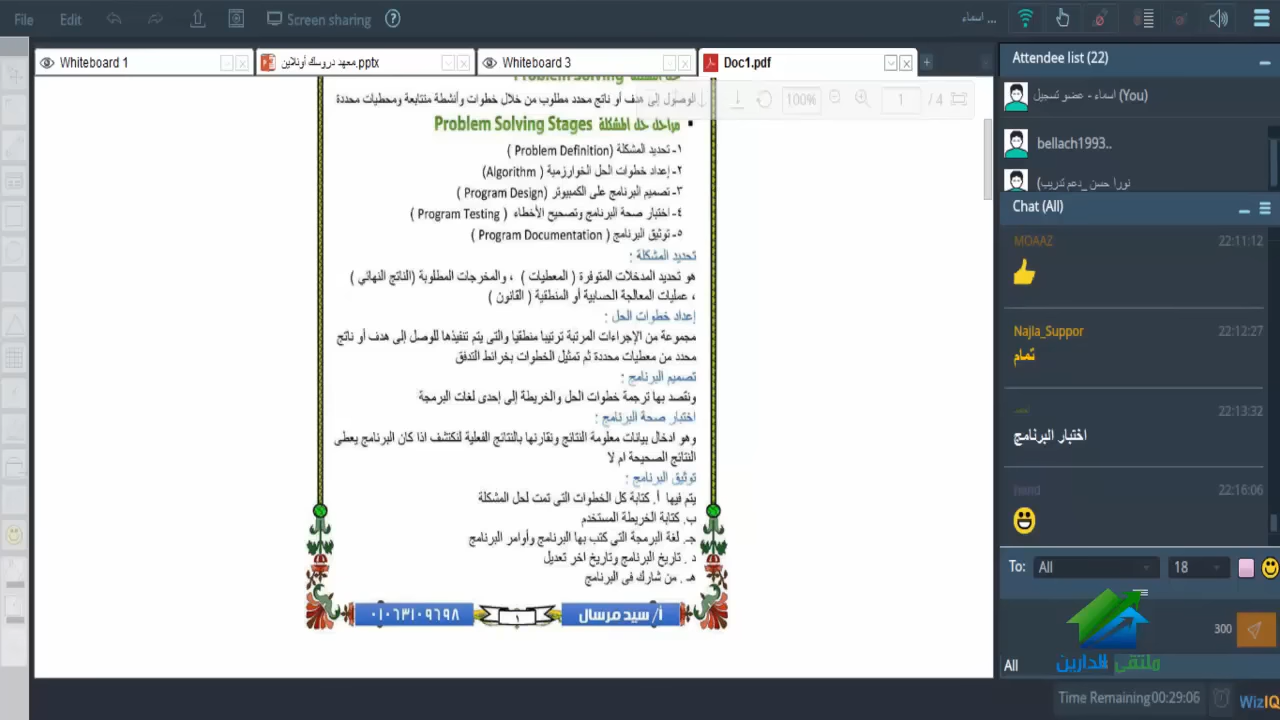 File Edit Screen sharing ?
اسماء ...
Whiteboard 1
معهد دروسك أونلاين.pptx
Whiteboard 3
Doc1.pdf
100% 1 / 4
حل المشكلة Problem Solving
الوصول إلى هدف أو ناتج محدد مطلوب من خلال خطوات وأنشطة متتابعة ومعطيات محددة
▪ مراحل حل المشكلة Problem Solving Stages
١- تحديد المشكلة (Problem Definition )
٢- إعداد خطوات الحل الخوارزمية ( Algorithm)
٣- تصميم البرنامج على الكمبيوتر (Program Design )
٤- اختبار صحة البرنامج وتصحيح الأخطاء ( Program Testing )
٥- توثيق البرنامج ( Program Documentation )
تحديد المشكلة :
هو تحديد المدخلات المتوفرة ( المعطيات ) ، والمخرجات المطلوبة (الناتج النهائي )
، عمليات المعالجة الحسابية أو المنطقية ( القانون )
إعداد خطوات الحل :
مجموعة من الإجراءات المرتبة ترتيبا منطقيا والتى يتم تنفيذها للوصل إلى هدف أو ناتج
محدد من معطيات محددة ثم تمثيل الخطوات بخرائط التدفق
تصميم البرنامج :
ونقصد بها ترجمة خطوات الحل والخريطة إلى إحدى لغات البرمجة
اختبار صحة البرنامج :
وهو ادخال بيانات معلومة النتائج ونقارنها بالنتائج الفعلية لنكتشف اذا كان البرنامج يعطى
النتائج الصحيحة ام لا
توثيق البرنامج :
يتم فيها أ. كتابة كل الخطوات التى تمت لحل المشكلة
ب. كتابة الخريطة المستخدم
جـ. لغة البرمجة التى كتب بها البرنامج وأوامر البرنامج
د . تاريخ البرنامج وتاريخ اخر تعديل
هـ . من شارك فى البرنامج
أ/ سيد مرسال
١
٠١٠٦٣١٠٩٦٩٨
Attendee list (22)
اسماء - عضو تسجيل (You)
bellach1993..
نورا حسن _دعم تدريب)
Chat (All)
MOAAZ 22:11:12
Najla_Suppor 22:12:27
تمام
22:13:32
اختبار البرنامج
hend 22:16:06
To: All 18
300
ملتقى الدارين
All
Time Remaining 00:29:06
WizIQ